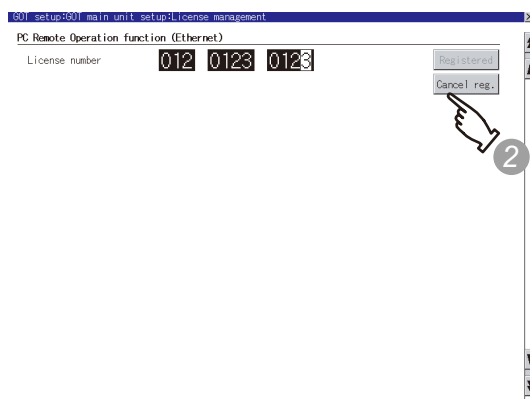 GOT setup:GOT main unit setup:License management
PC Remote Operation function (Ethernet)
License number 012 0123 0123 Registered
Cancel reg.
2